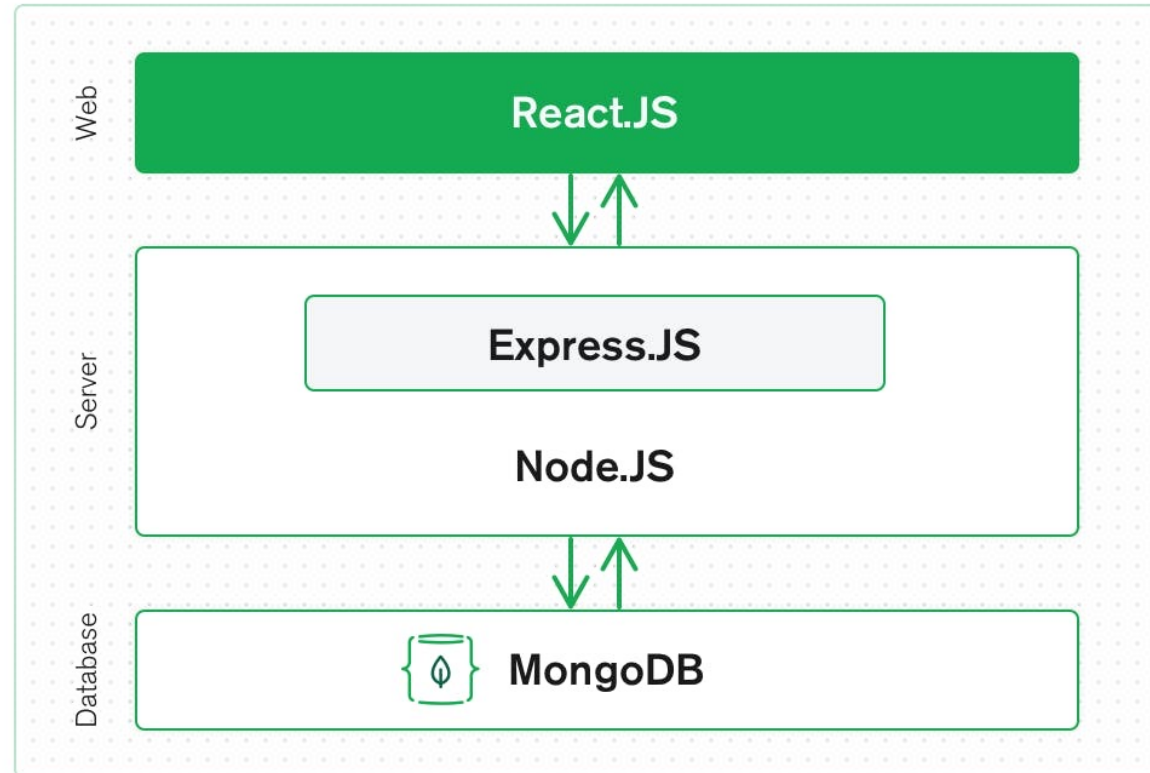 Web
React.JS
Server
Express.JS
Node.JS
Database
MongoDB